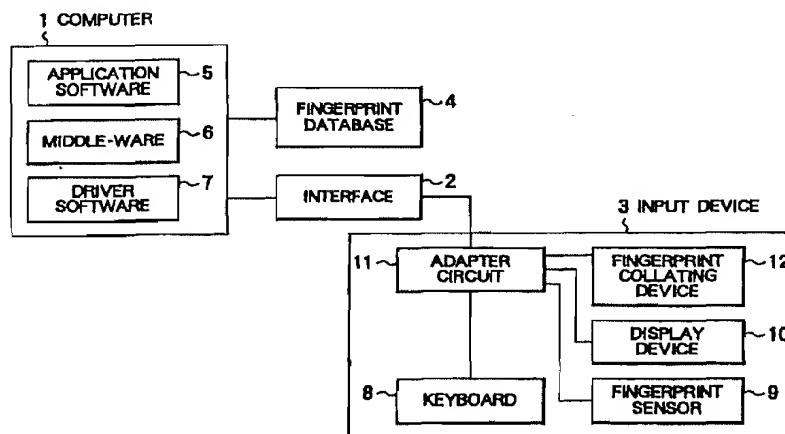 1 COMPUTER
APPLICATION
SOFTWARE
5
MIDDLE-WARE
6
DRIVER
SOFTWARE
7
FINGERPRINT
DATABASE
4
INTERFACE
2
3 INPUT DEVICE
11
ADAPTER
CIRCUIT
FINGERPRINT
COLLATING
DEVICE
12
DISPLAY
DEVICE
10
8
KEYBOARD
FINGERPRINT
SENSOR
9